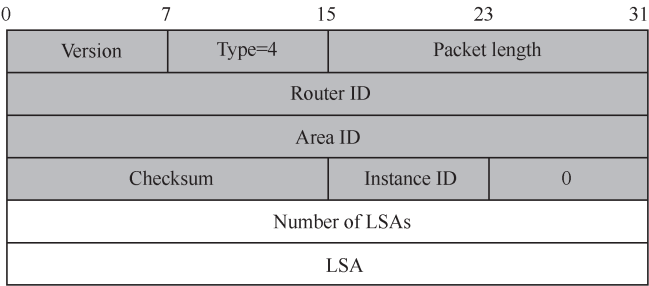 0 7 15 23 31
Version Type=4 Packet length
Router ID
Area ID
Checksum Instance ID 0
Number of LSAs
LSA